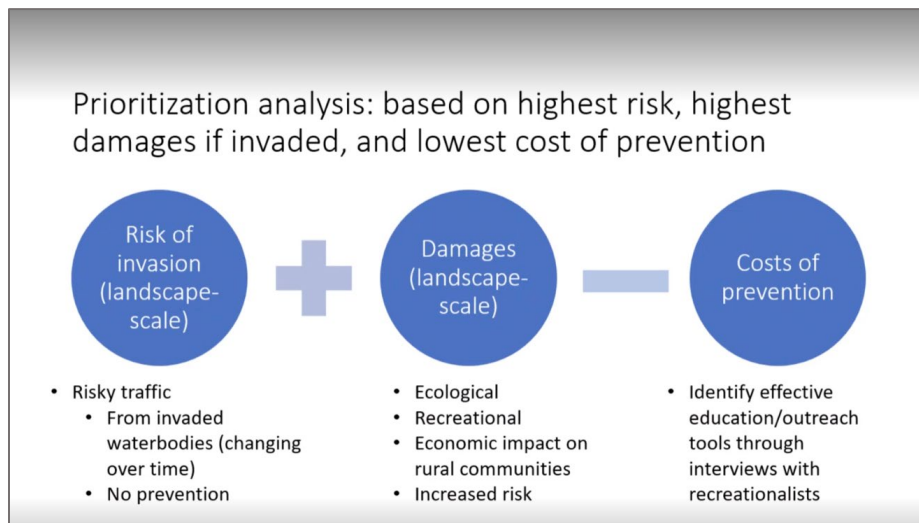 Prioritization analysis: based on highest risk, highest
damages if invaded, and lowest cost of prevention
Risk of
invasion
(landscape-
scale)
Damages
(landscape-
scale)
Costs of
prevention
• Risky traffic
• From invaded
waterbodies (changing
over time)
• No prevention
• Ecological
• Recreational
• Economic impact on
rural communities
• Increased risk
• Identify effective
education/outreach
tools through
interviews with
recreationalists